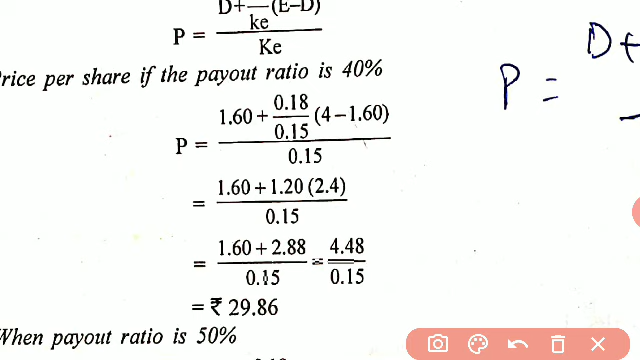 P = D+—(E–D)
ke
Ke
rice per share if the payout ratio is 40%
P = 1.60 + 0.18/0.15 (4 – 1.60)
0.15
= 1.60 + 1.20 (2.4)
0.15
= 1.60 + 2.88 / 0.15 = 4.48 / 0.15
= ₹ 29.86
When payout ratio is 50%
P = D+